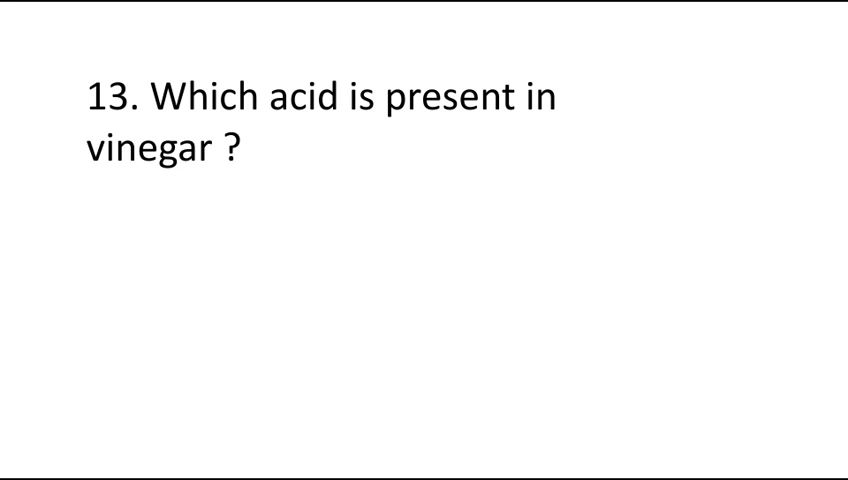 13. Which acid is present in
vinegar ?